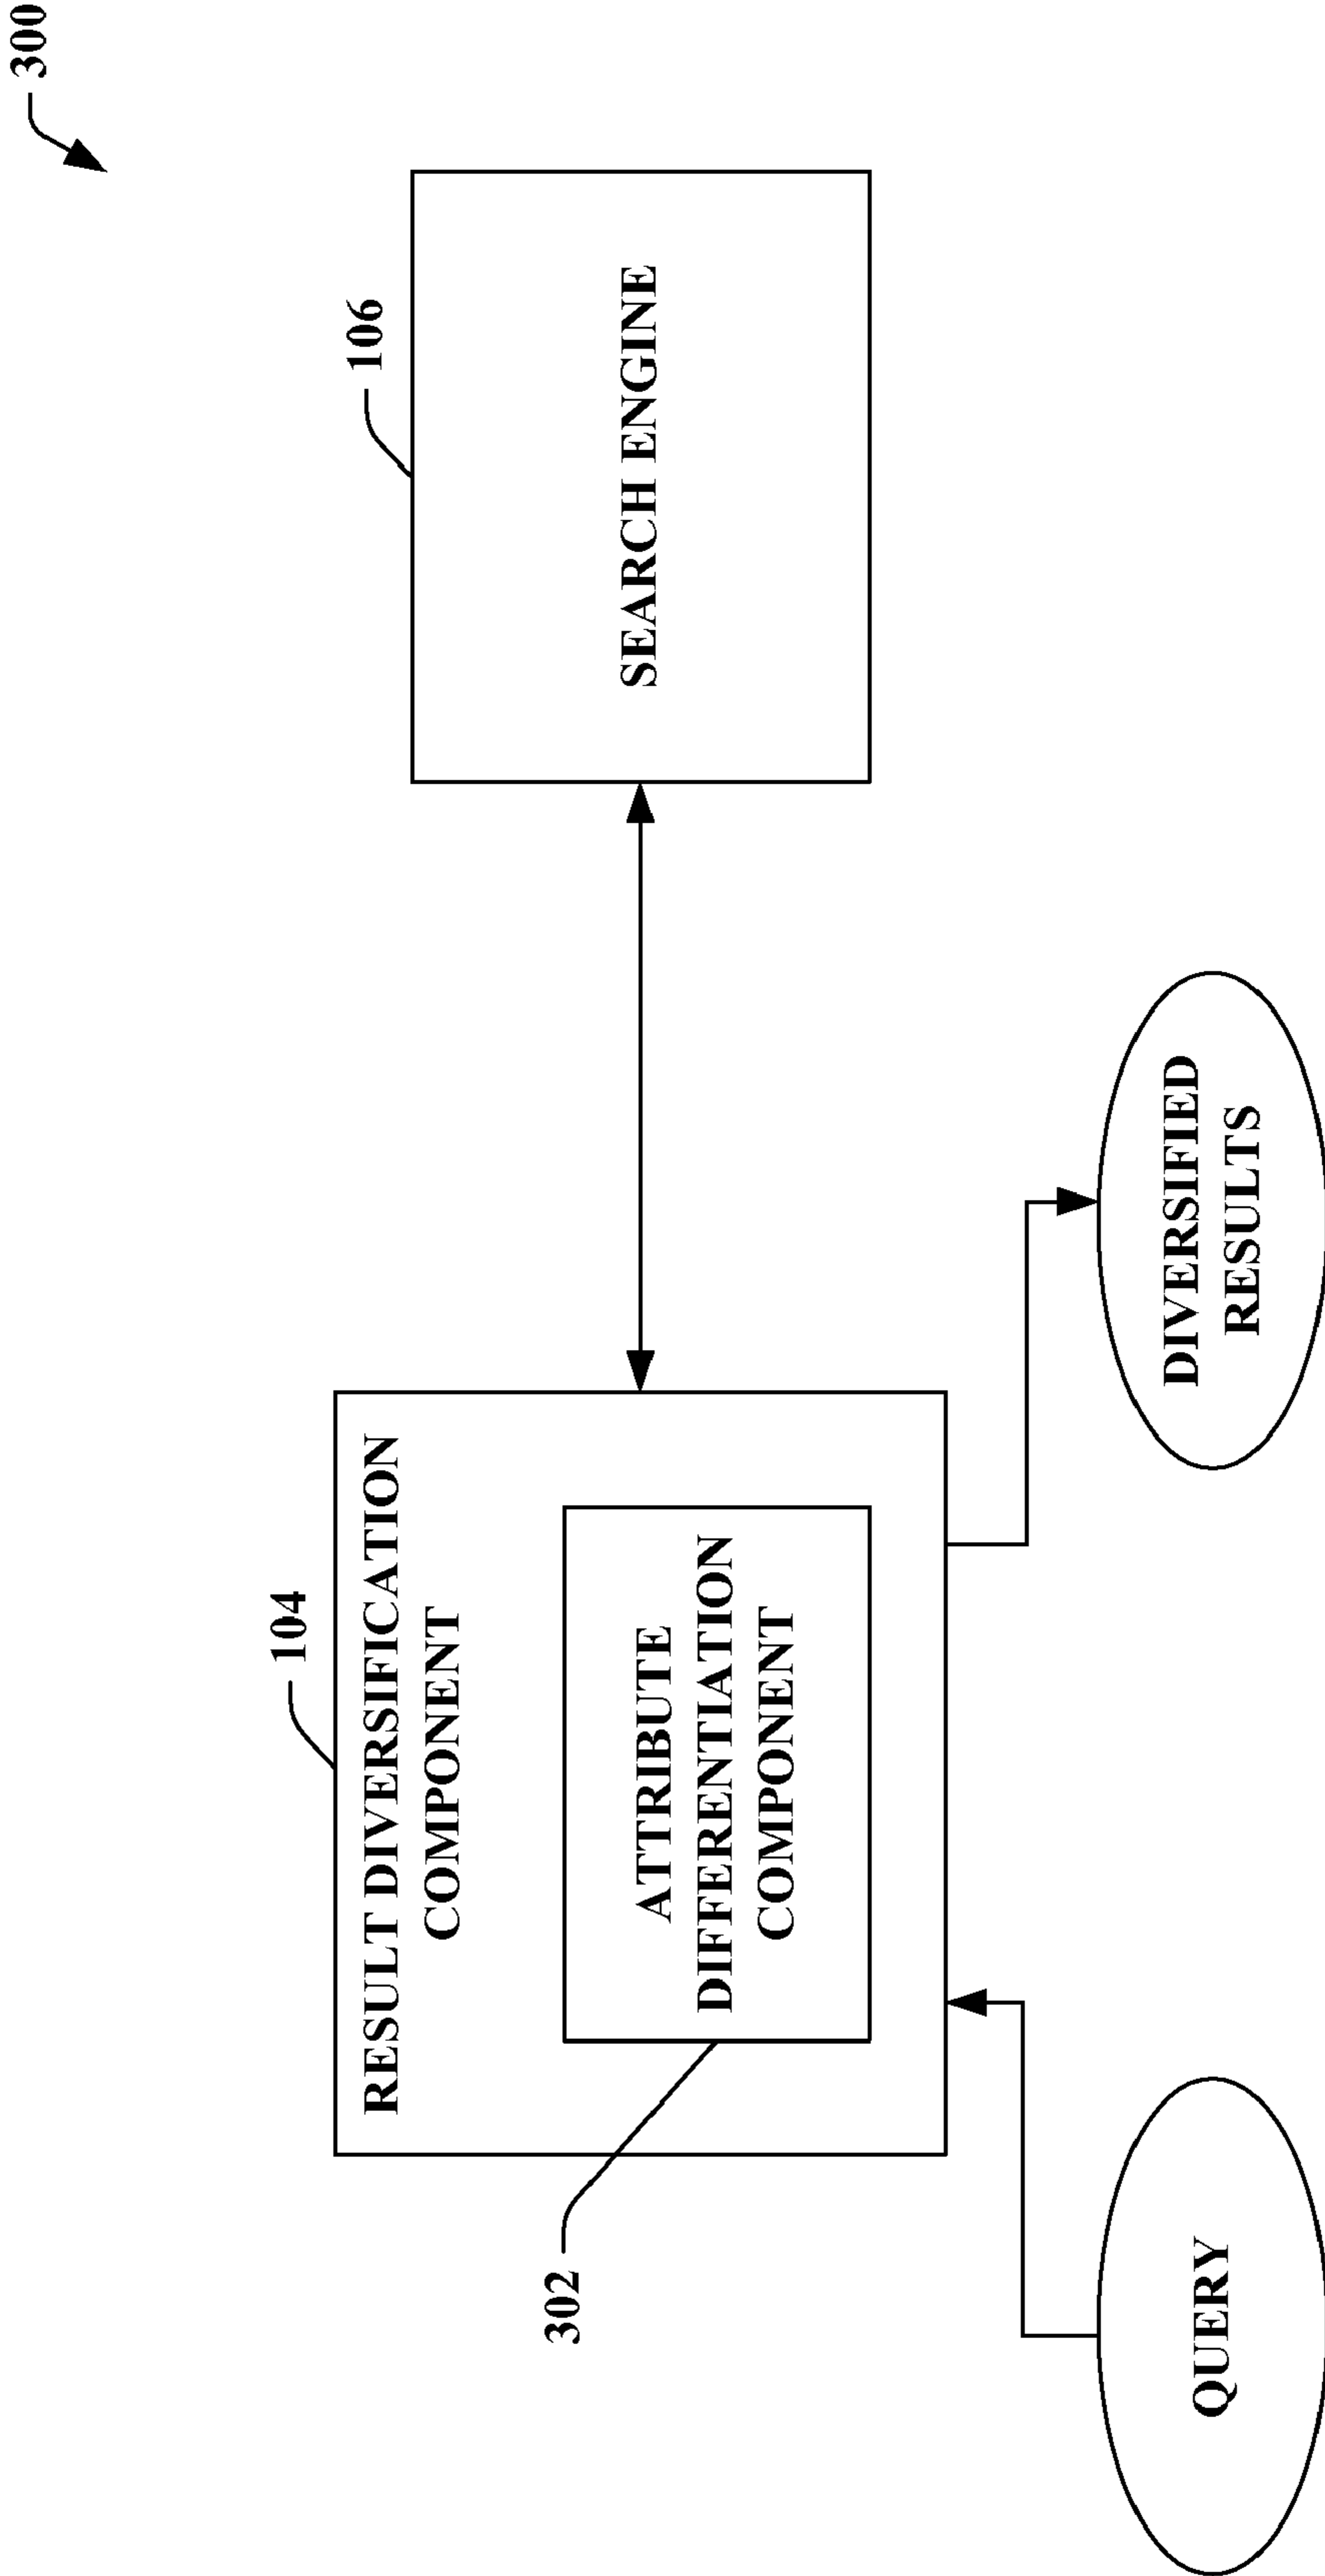 300
104
RESULT DIVERSIFICATION
COMPONENT
302
ATTRIBUTE
DIFFERENTIATION
COMPONENT
106
SEARCH ENGINE
QUERY
DIVERSIFIED
RESULTS